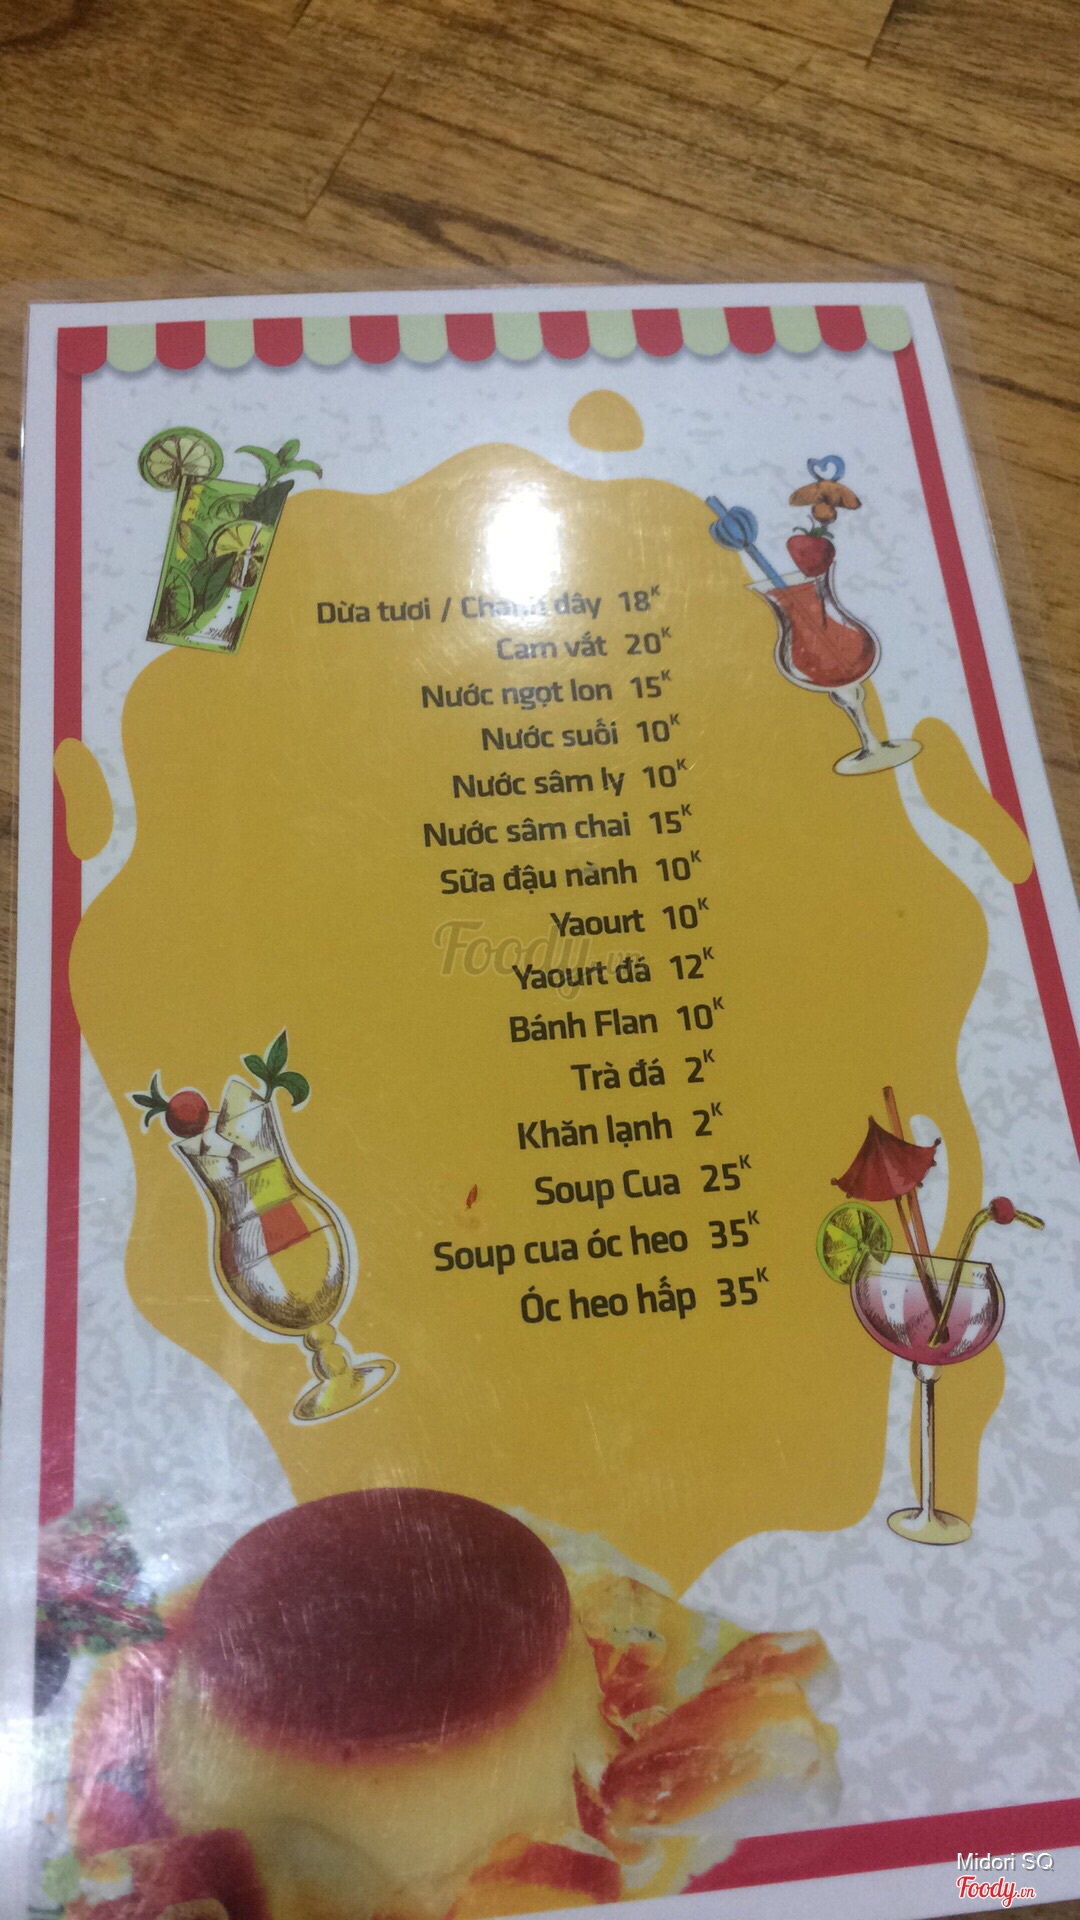 Dừa tươi / Chanh dây 18K
Cam vắt 20K
Nước ngọt lon 15K
Nước suối 10K
Nước sâm ly 10K
Nước sâm chai 15K
Sữa đậu nành 10K
Yaourt 10K
Foody.vn
Yaourt đá 12K
Bánh Flan 10K
Trà đá 2K
Khăn lạnh 2K
Soup Cua 25K
Soup cua óc heo 35K
Óc heo hấp 35K
Midori SQ
Foody.vn